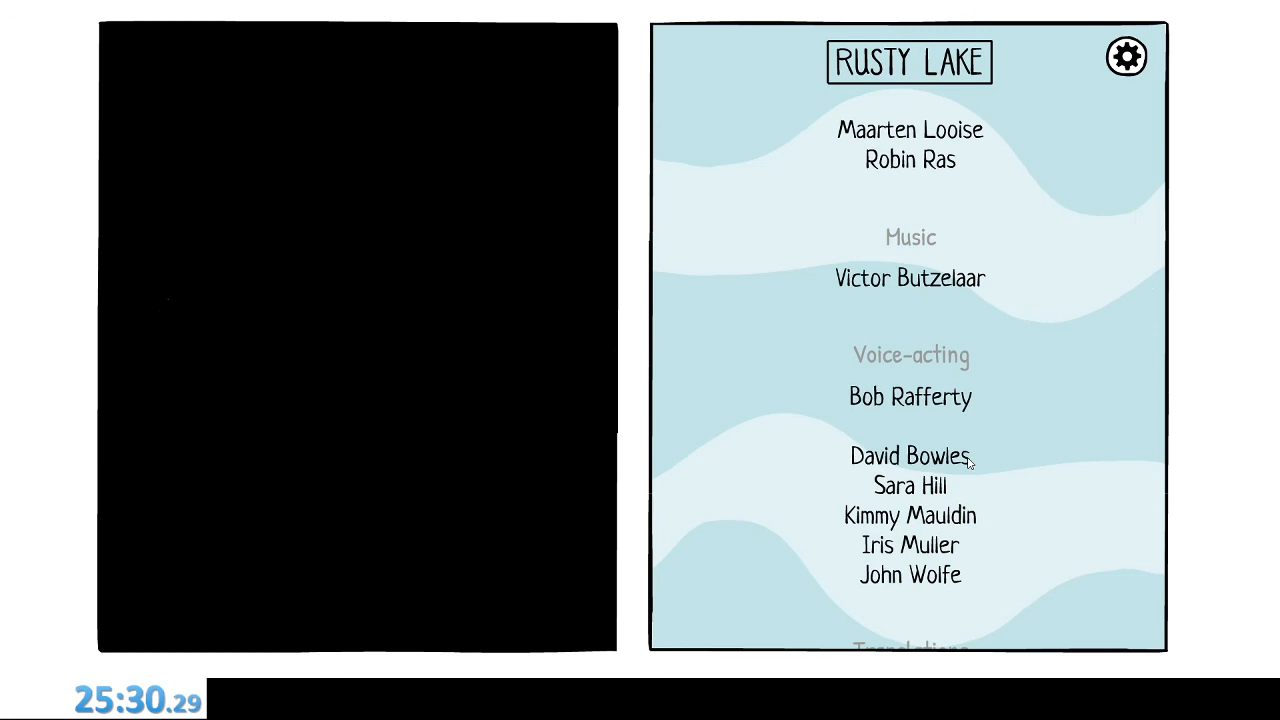 RUSTY LAKE
Maarten Looise
Robin Ras
Music
Victor Butzelaar
Voice-acting
Bob Rafferty
David Bowles
Sara Hill
Kimmy Mauldin
Iris Muller
John Wolfe
Translations
25:30.29